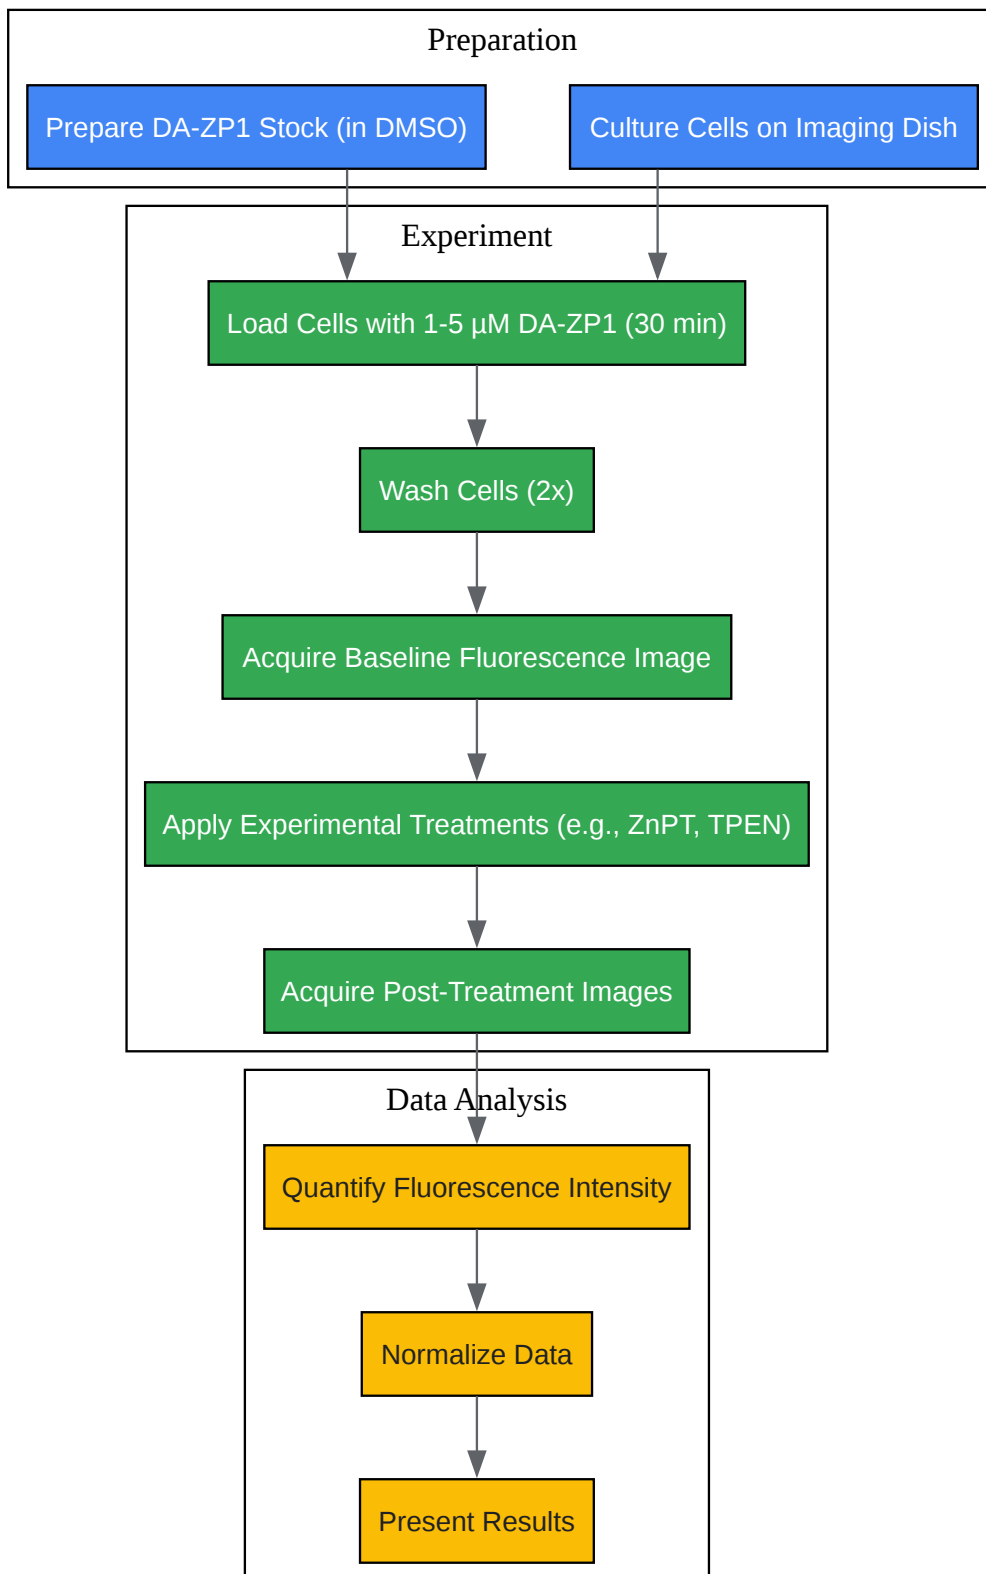 Preparation
Prepare DA-ZP1 Stock (in DMSO)
Culture Cells on Imaging Dish
Experiment
Load Cells with 1-5 µM DA-ZP1 (30 min)
Wash Cells (2x)
Acquire Baseline Fluorescence Image
Apply Experimental Treatments (e.g., ZnPT, TPEN)
Acquire Post-Treatment Images
Data Analysis
Quantify Fluorescence Intensity
Normalize Data
Present Results